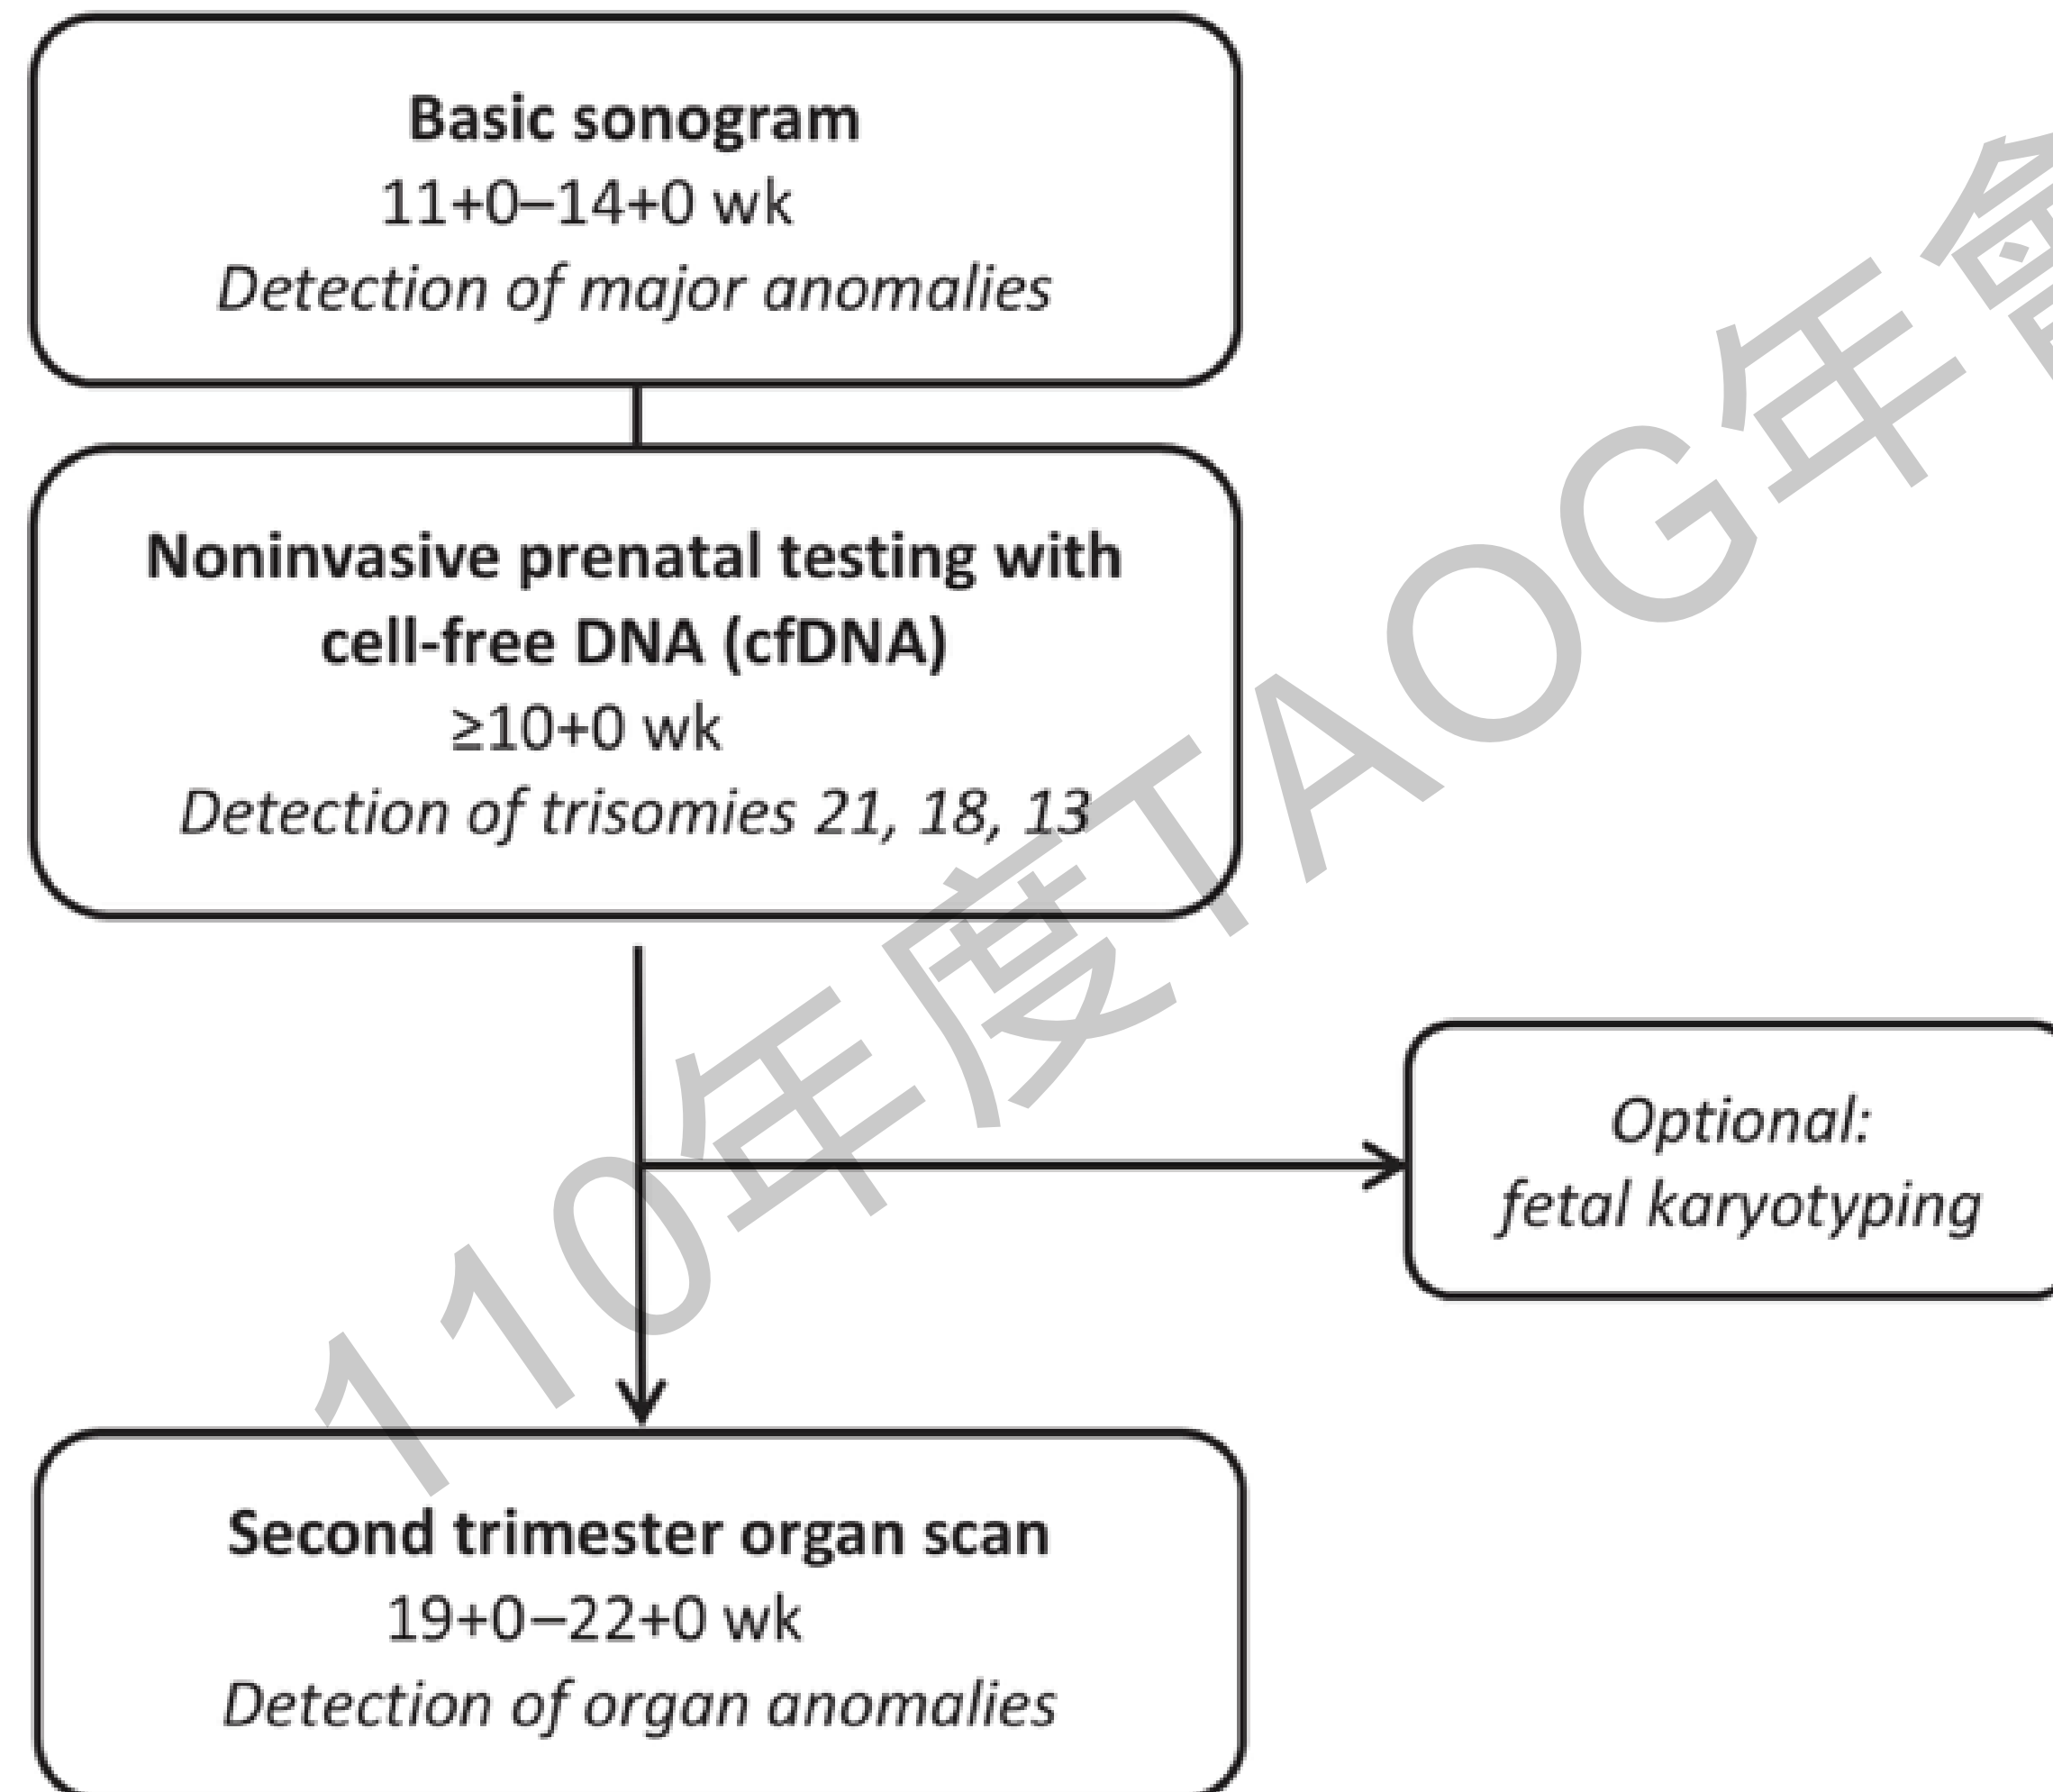 Basic sonogram
11+0–14+0 wk
Detection of major anomalies
Noninvasive prenatal testing with
cell-free DNA (cfDNA)
≥10+0 wk
Detection of trisomies 21, 18, 13
Optional:
fetal karyotyping
Second trimester organ scan
19+0–22+0 wk
Detection of organ anomalies
110年度TAOG年會